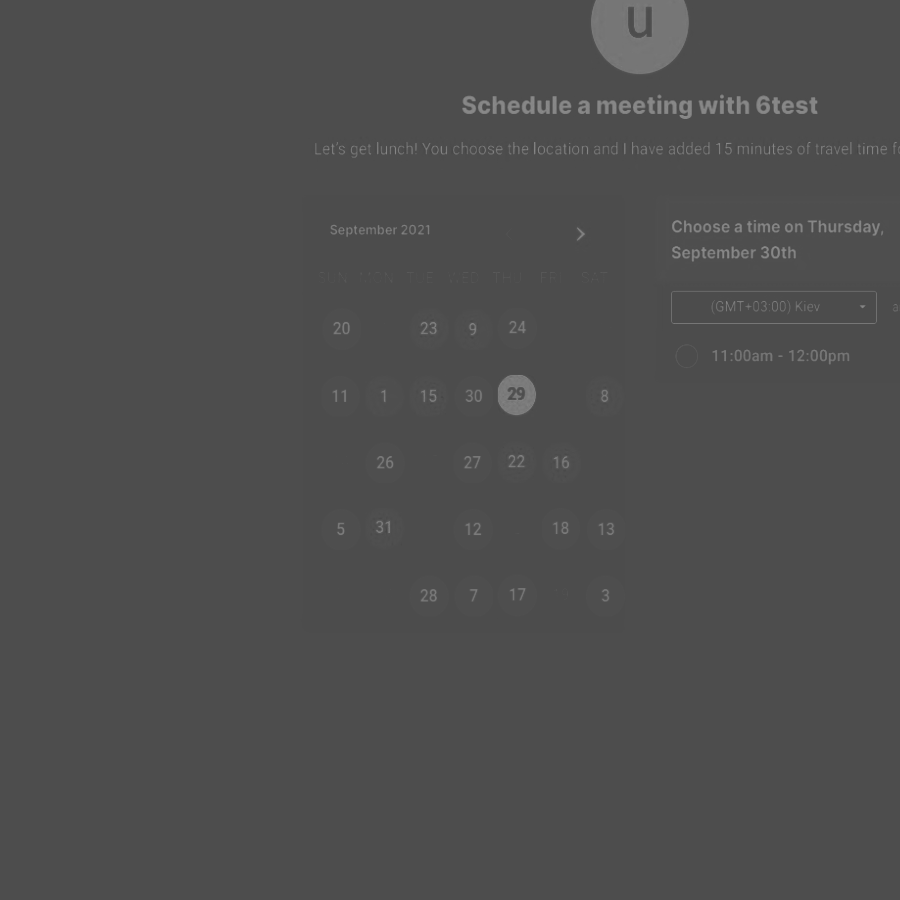 u
Schedule a meeting with 6test
Let's get lunch! You choose the location and I have added 15 minutes of travel time
September 2021
SUN MON TUE WED THU FRI SAT
20 23 9 24
11 1 15 30 29 8
26 27 22 16
5 31 12 18 13
28 7 17 3
Choose a time on Thursday,
September 30th
(GMT+03:00) Kiev
11:00am - 12:00pm